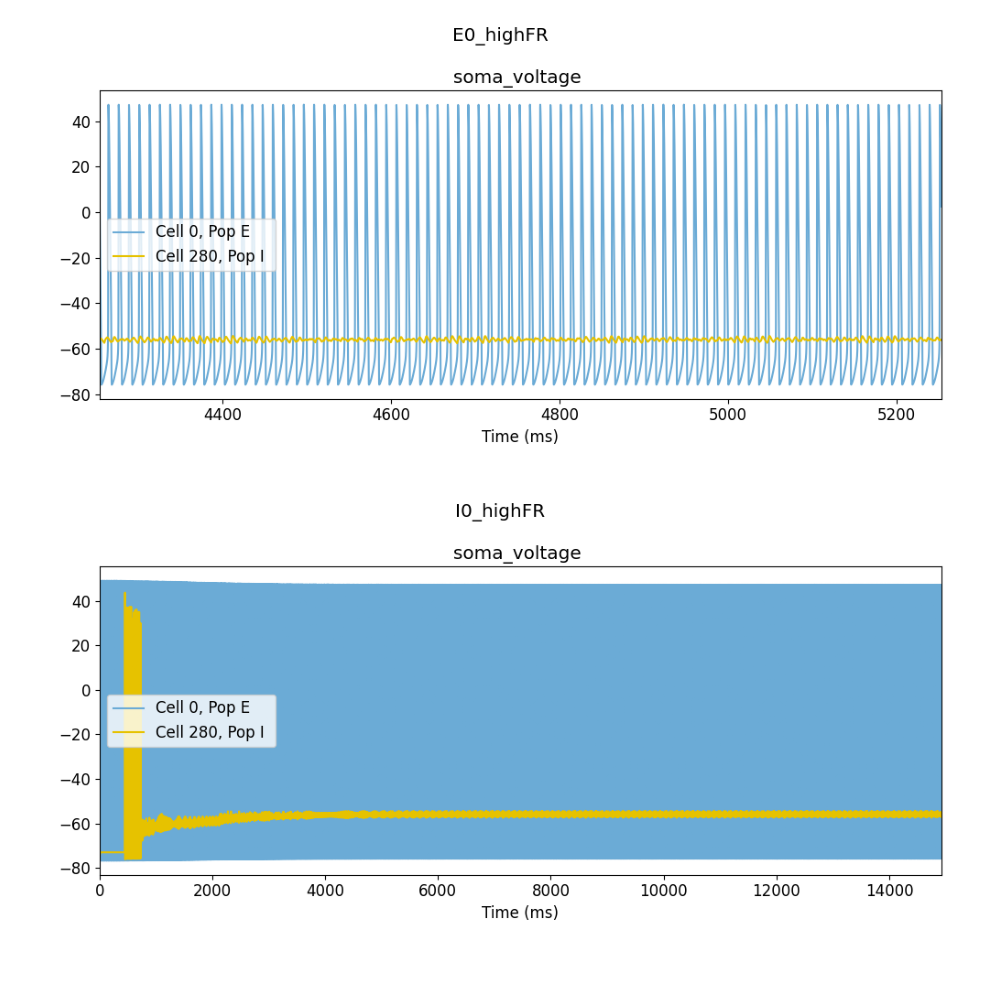 E0_highFR
soma_voltage
40
20
0
−20
−40
−60
−80
Cell 0, Pop E
Cell 280, Pop I
4400 4600 4800 5000 5200
Time (ms)
I0_highFR
soma_voltage
40
20
0
−20
−40
−60
−80
Cell 0, Pop E
Cell 280, Pop I
0 2000 4000 6000 8000 10000 12000 14000
Time (ms)